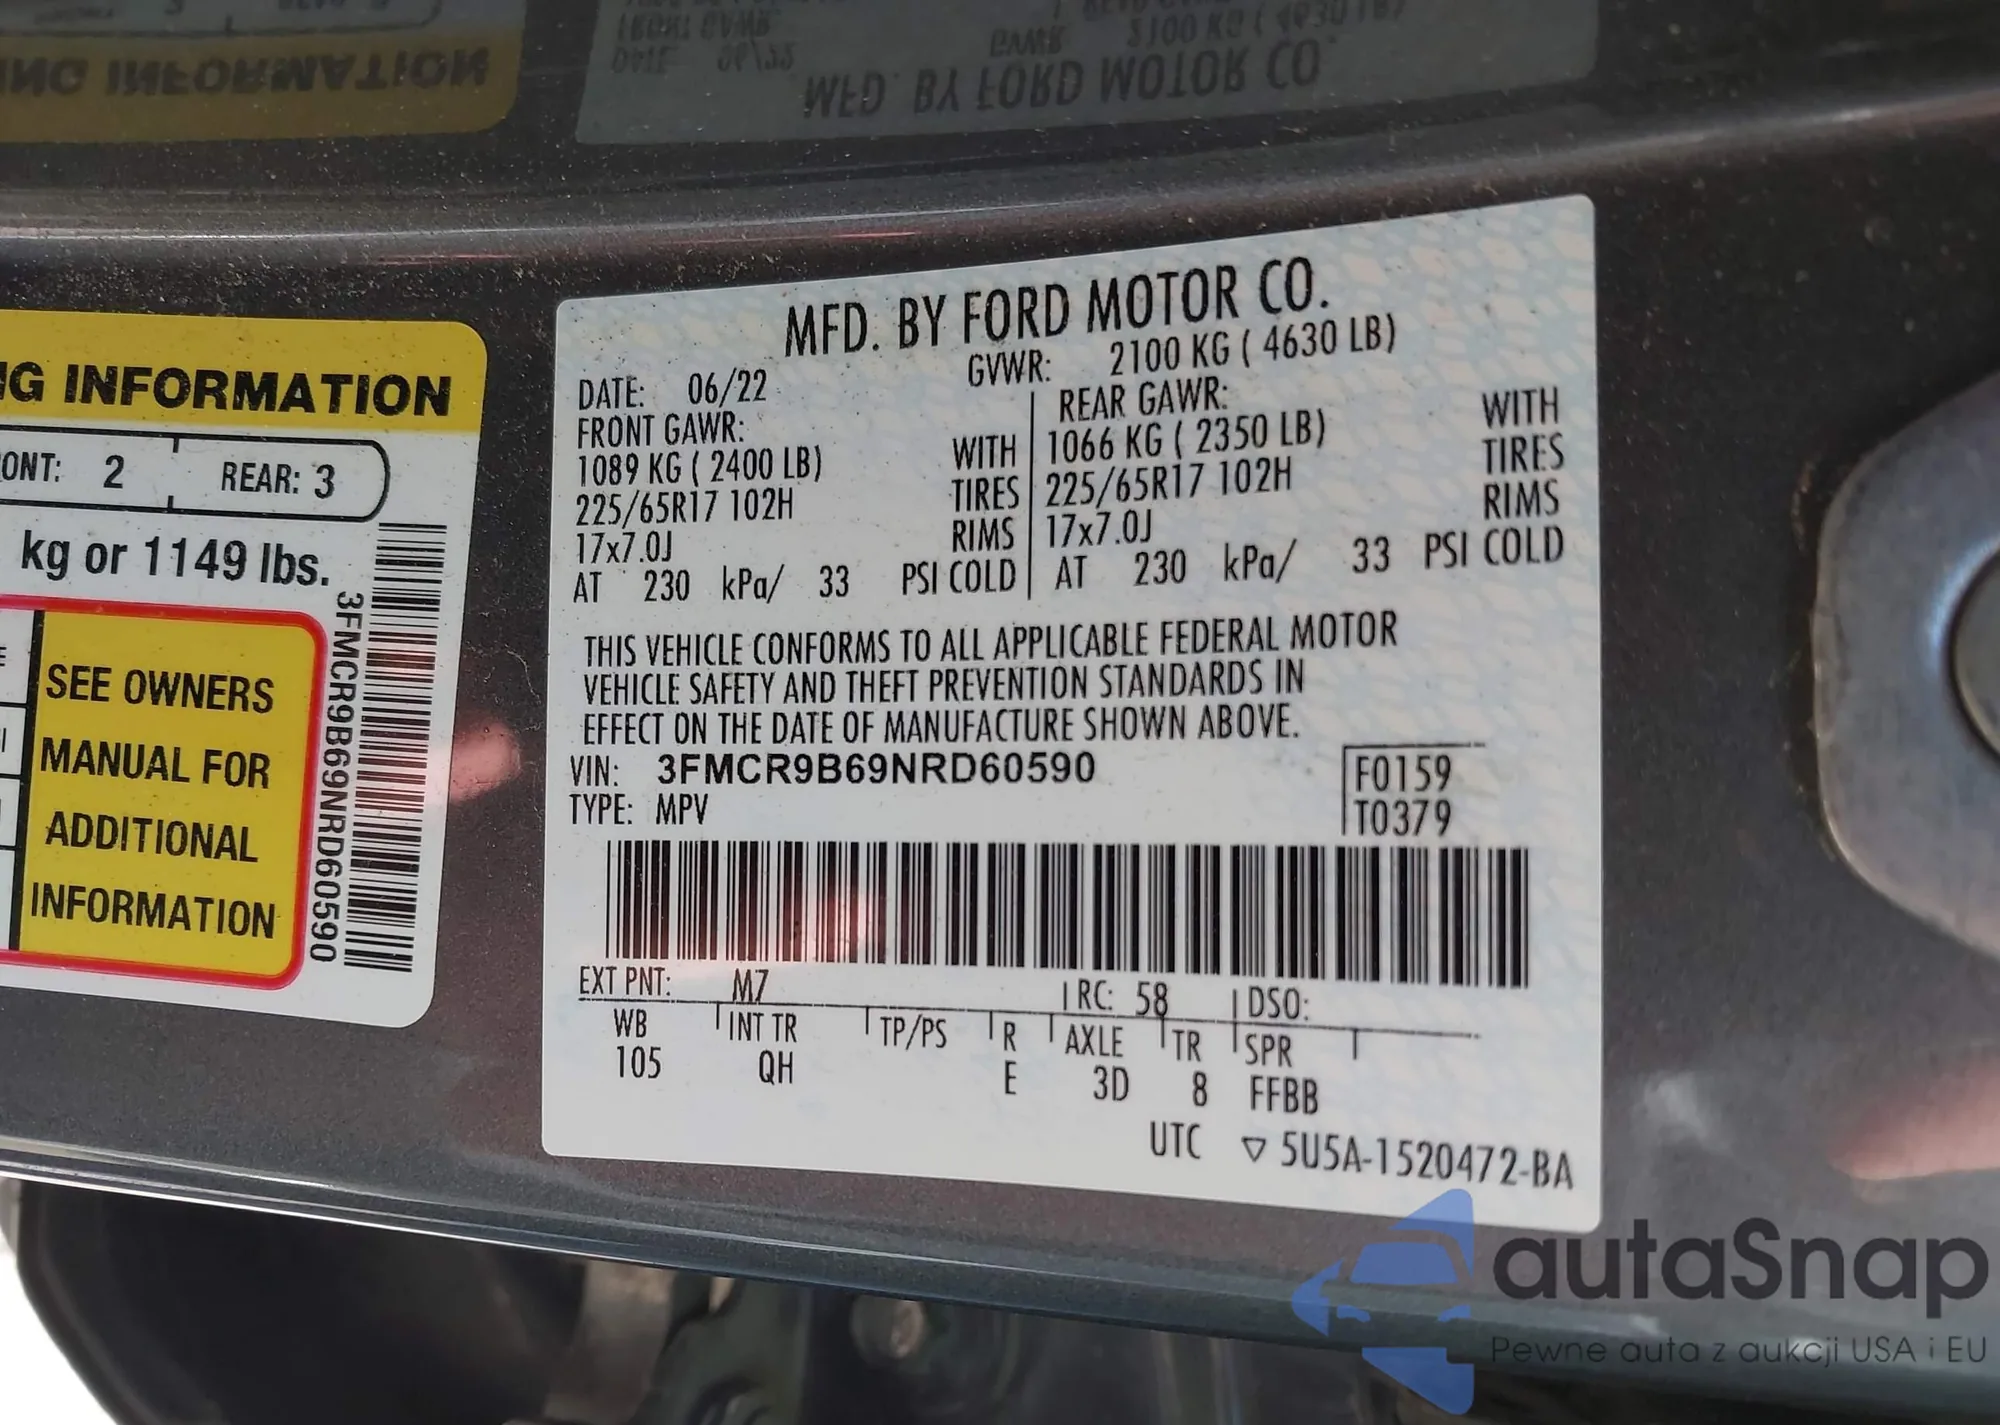 NG INFORMATION
ONT: 2 REAR: 3
kg or 1149 lbs.
3FMCR9B69NRD60590
SEE OWNERS
MANUAL FOR
ADDITIONAL
INFORMATION
MFD. BY FORD MOTOR CO.
DATE: 06/22 GVWR: 2100 KG ( 4630 LB)
FRONT GAWR: REAR GAWR:
1089 KG ( 2400 LB) WITH 1066 KG ( 2350 LB) WITH
225/65R17 102H TIRES 225/65R17 102H TIRES
17x7.0J RIMS 17x7.0J RIMS
AT 230 kPa/ 33 PSI COLD AT 230 kPa/ 33 PSI COLD
THIS VEHICLE CONFORMS TO ALL APPLICABLE FEDERAL MOTOR
VEHICLE SAFETY AND THEFT PREVENTION STANDARDS IN
EFFECT ON THE DATE OF MANUFACTURE SHOWN ABOVE.
VIN: 3FMCR9B69NRD60590 F0159
TYPE: MPV T0379
EXT PNT: M7 RC: 58 DSO:
WB INT TR TP/PS R AXLE TR SPR
105 QH E 3D 8 FFBB
UTC ▽ 5U5A-1520472-BA
autaSnap
Pewne auta z aukcji USA i EU